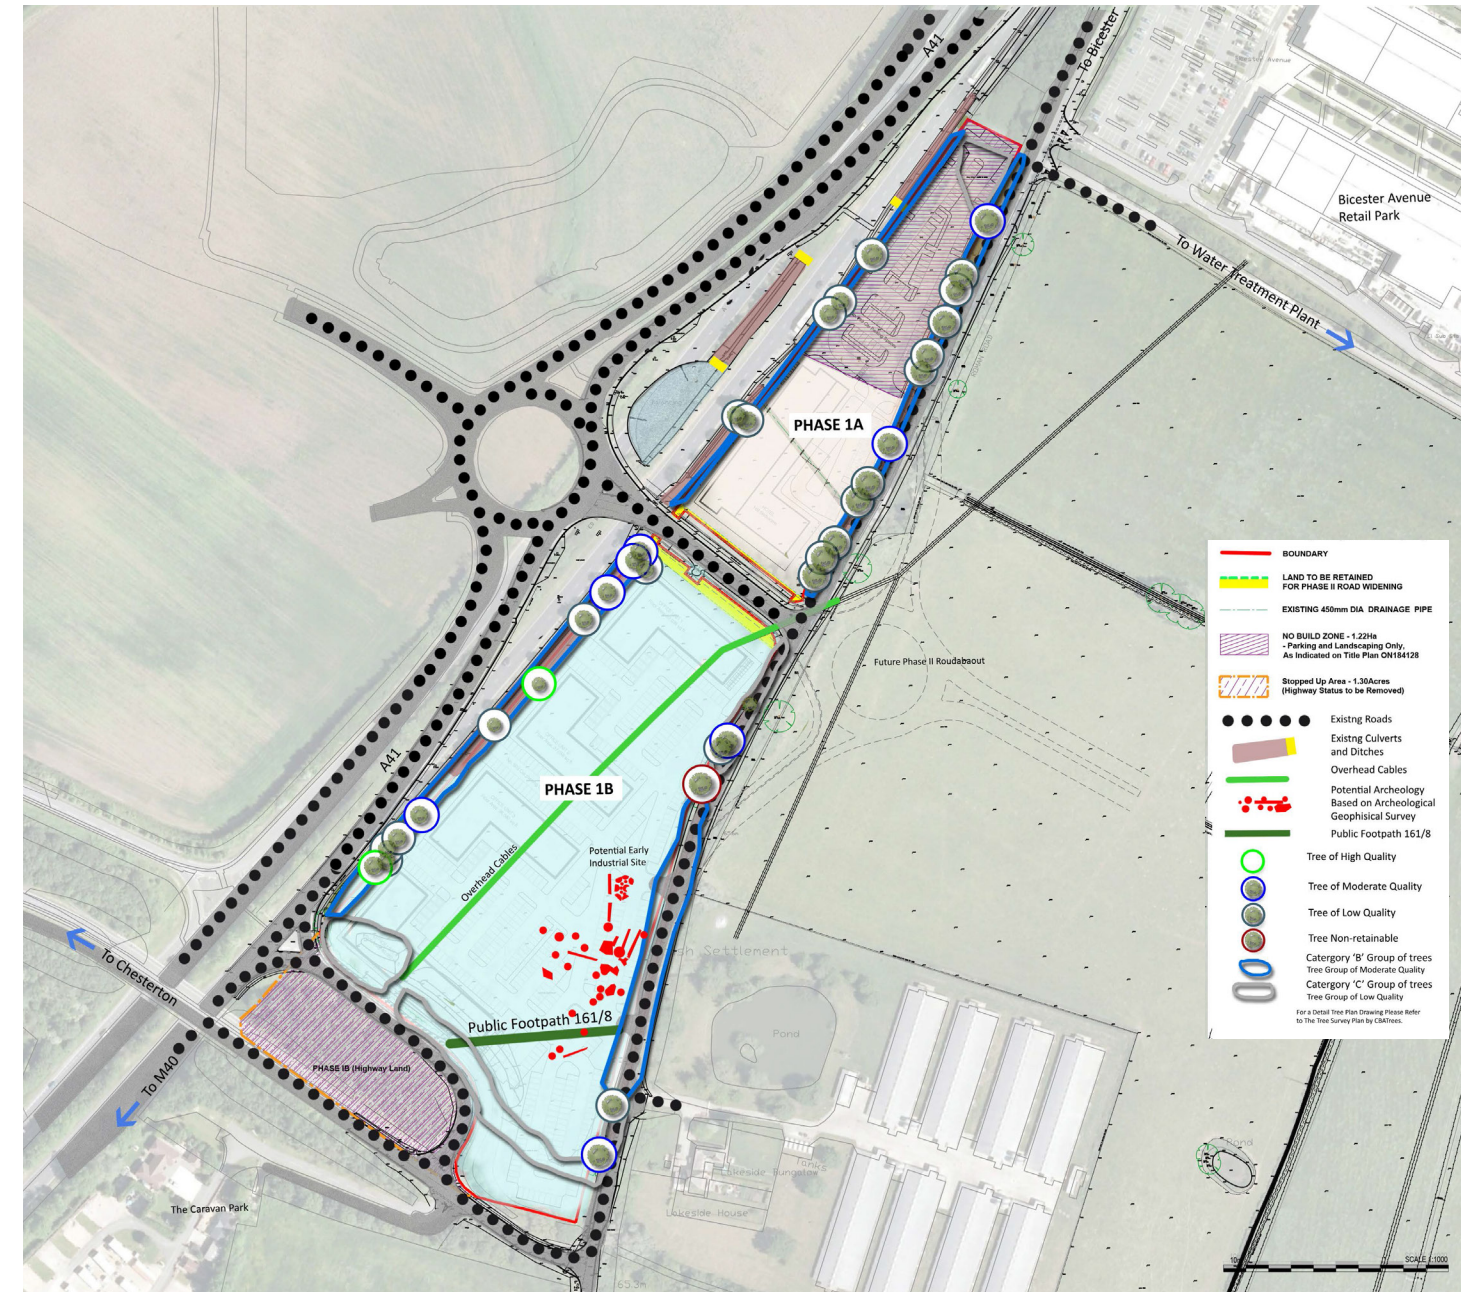 A41
To Bicester
Bicester Avenue
Retail Park
To Water Treatment Plant
PHASE 1A
Future Phase II Roudabaout
A41
PHASE 1B
Overhead Cables
Potential Early
Industrial Site
sh Settlement
Public Footpath 161/8
Pond
To Chesterton
To M40
PHASE IB (Highway Land)
The Caravan Park
Lakeside Bungalow
Tanks
Lakeside House
Pond
BOUNDARY
LAND TO BE RETAINED
FOR PHASE II ROAD WIDENING
EXISTING 450mm DIA DRAINAGE PIPE
NO BUILD ZONE - 1.22Ha
- Parking and Landscaping Only,
As Indicated on Title Plan ON184128
Stopped Up Area - 1.30Acres
(Highway Status to be Removed)
Existng Roads
Existng Culverts
and Ditches
Overhead Cables
Potential Archeology
Based on Archeological
Geophisical Survey
Public Footpath 161/8
Tree of High Quality
Tree of Moderate Quality
Tree of Low Quality
Tree Non-retainable
Catergory ‘B’ Group of trees
Tree Group of Moderate Quality
Catergory ‘C’ Group of trees
Tree Group of Low Quality
For a Detail Tree Plan Drawing Please Refer
to The Tree Survey Plan by CBATrees.
SCALE 1:1000